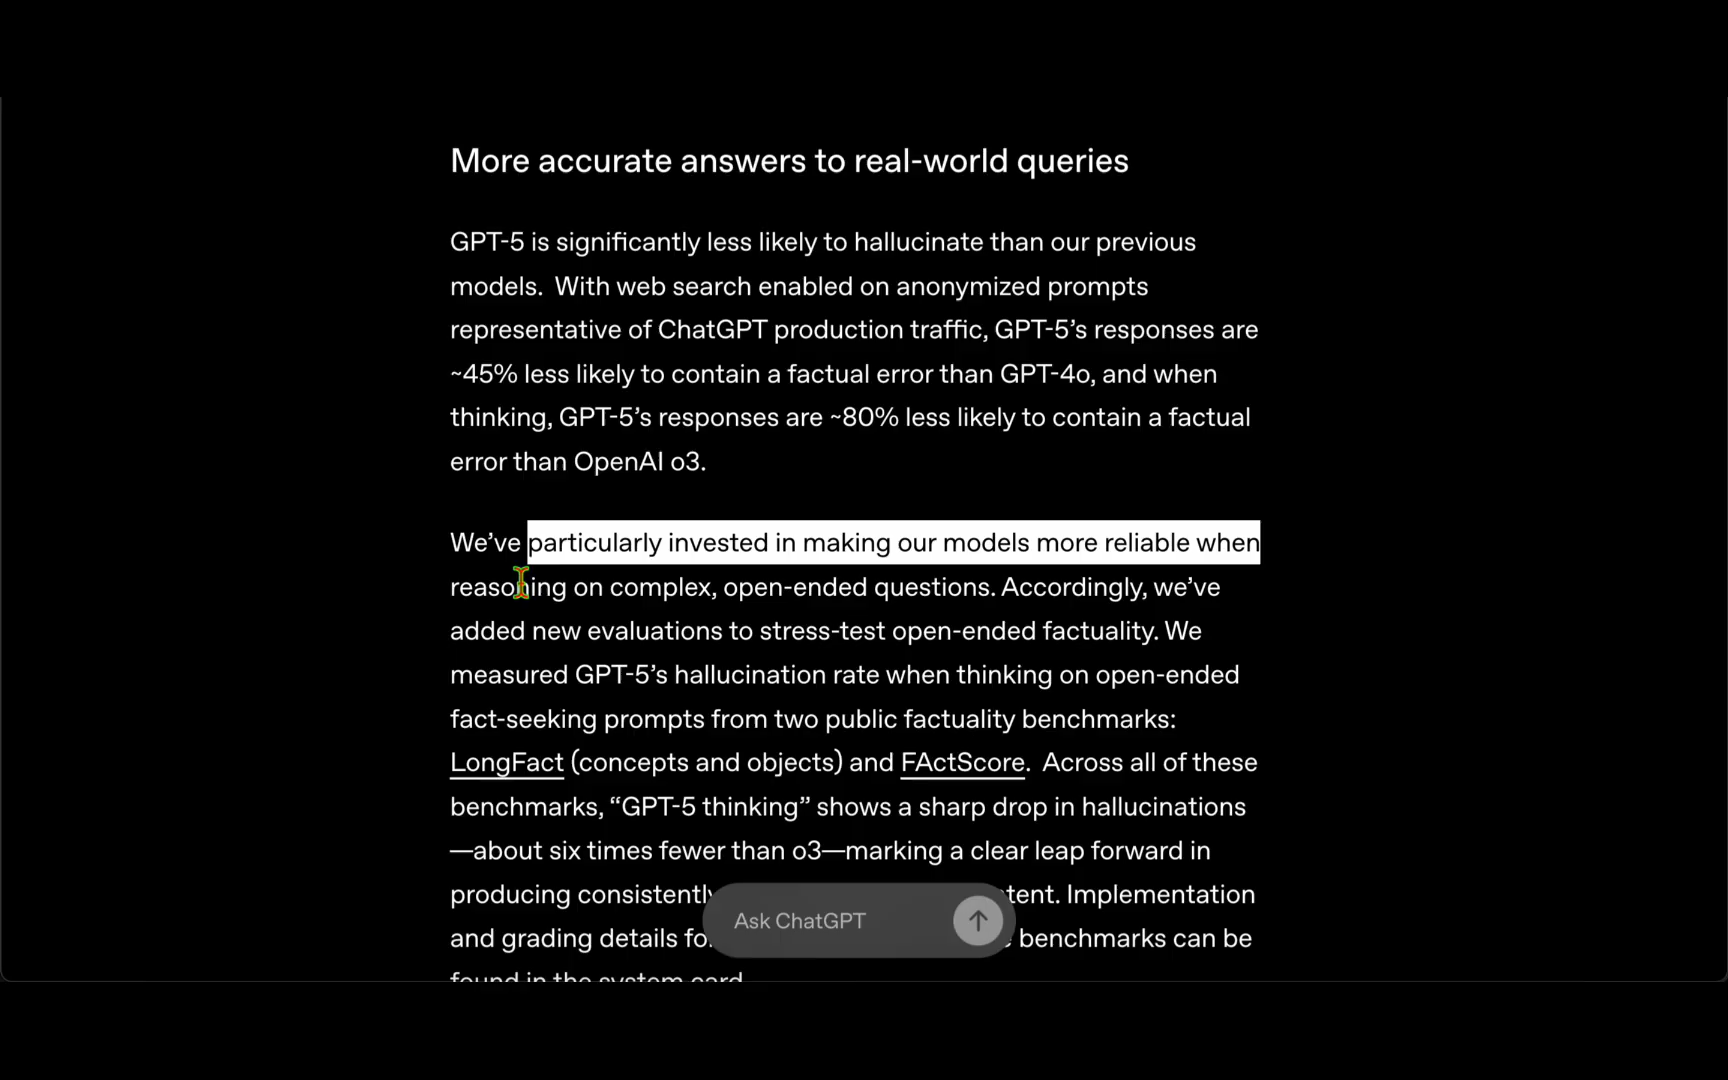 More accurate answers to real-world queries
GPT-5 is significantly less likely to hallucinate than our previous
models.  With web search enabled on anonymized prompts
representative of ChatGPT production traffic, GPT-5’s responses are
~45% less likely to contain a factual error than GPT-4o, and when
thinking, GPT-5’s responses are ~80% less likely to contain a factual
error than OpenAI o3.
We’ve particularly invested in making our models more reliable when
reasoning on complex, open-ended questions. Accordingly, we’ve
added new evaluations to stress-test open-ended factuality. We
measured GPT-5’s hallucination rate when thinking on open-ended
fact-seeking prompts from two public factuality benchmarks:
LongFact (concepts and objects) and FActScore.  Across all of these
benchmarks, “GPT-5 thinking” shows a sharp drop in hallucinations
—about six times fewer than o3—marking a clear leap forward in
producing consistently tent. Implementation
and grading details fo benchmarks can be
found in the system card
Ask ChatGPT